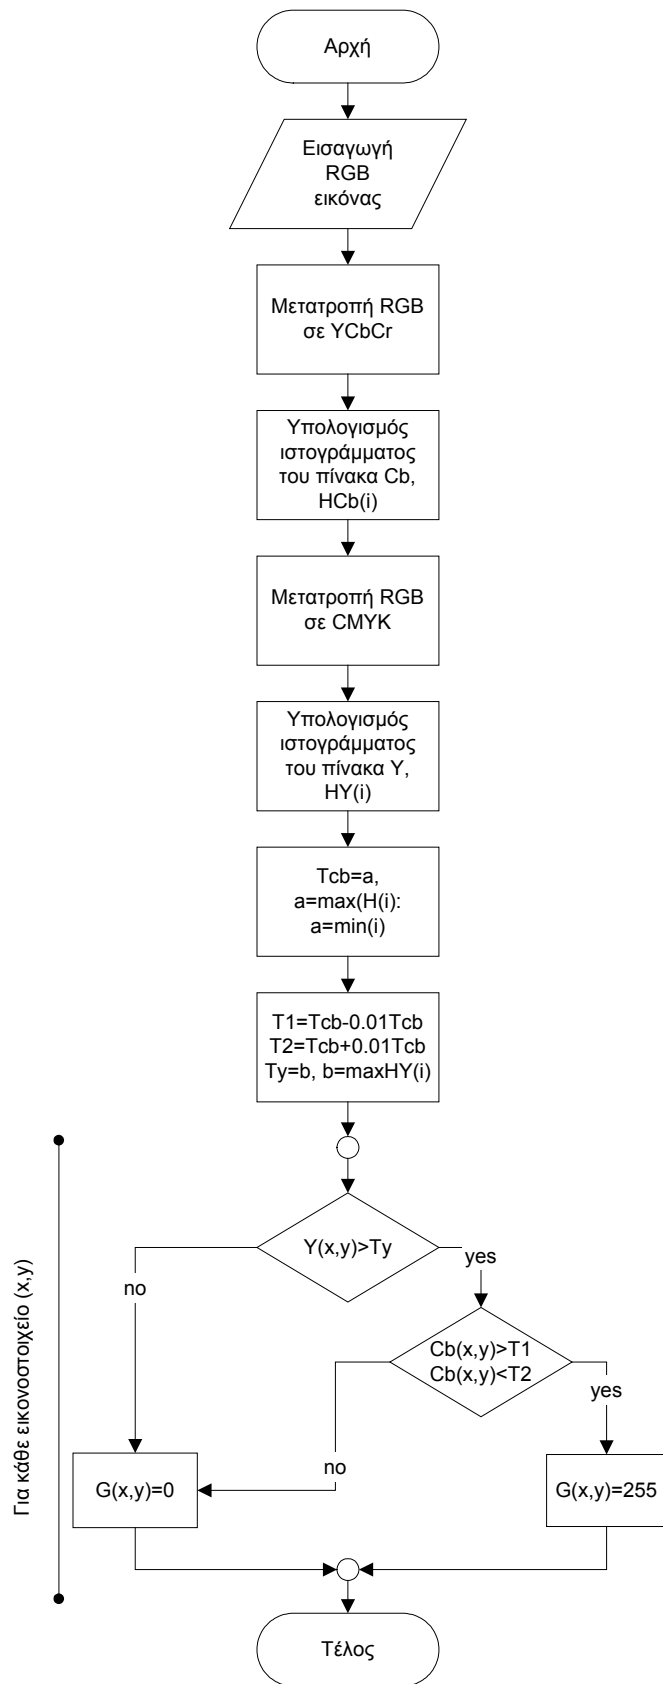 Αρχή
Εισαγωγή
RGB
εικόνας
Μετατροπή RGB
σε YCbCr
Υπολογισμός
ιστογράμματος
του πίνακα Cb,
HCb(i)
Μετατροπή RGB
σε CMYK
Υπολογισμός
ιστογράμματος
του πίνακα Y,
HY(i)
Tcb=a,
a=max(H(i):
a=min(i)
T1=Tcb-0.01Tcb
T2=Tcb+0.01Tcb
Ty=b, b=maxHY(i)
Για κάθε εικονοστοιχείο (x,y)
Y(x,y)>Ty
no
yes
Cb(x,y)>T1
Cb(x,y)<T2
no
yes
G(x,y)=0
G(x,y)=255
Τέλος